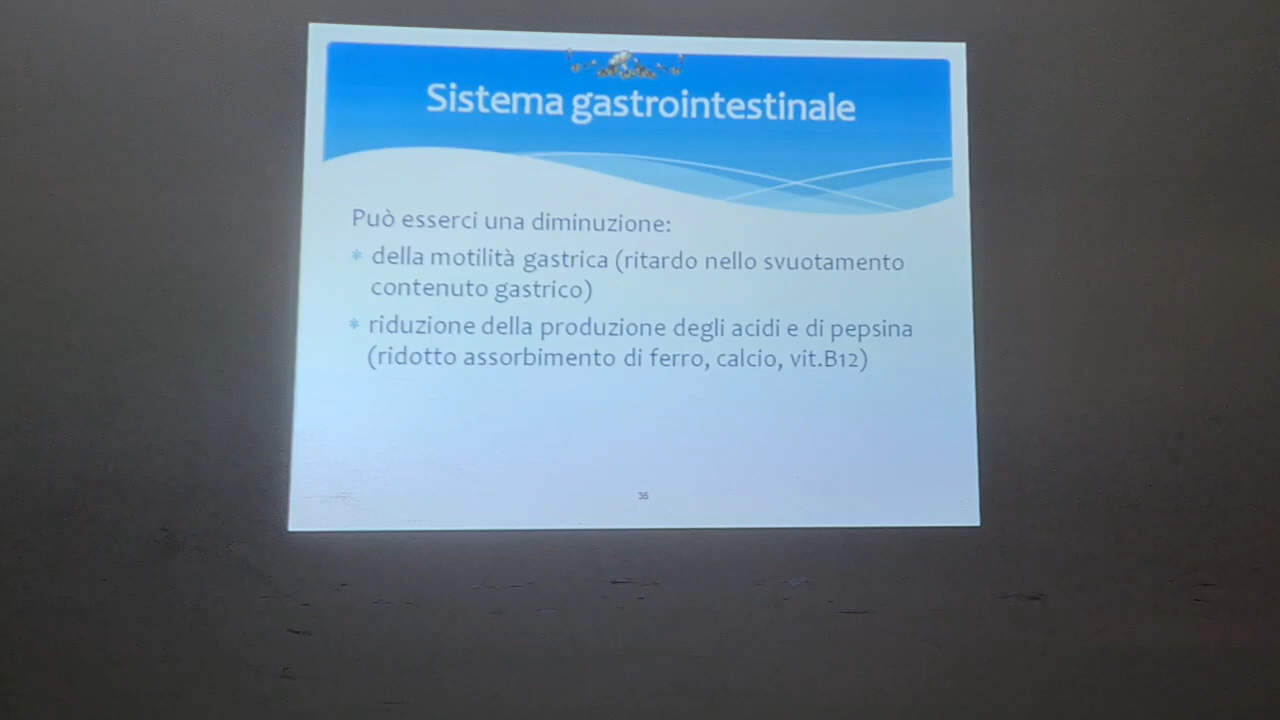 Sistema gastrointestinale
Può esserci una diminuzione:
* della motilità gastrica (ritardo nello svuotamento
contenuto gastrico)
* riduzione della produzione degli acidi e di pepsina
(ridotto assorbimento di ferro, calcio, vit.B12)
36